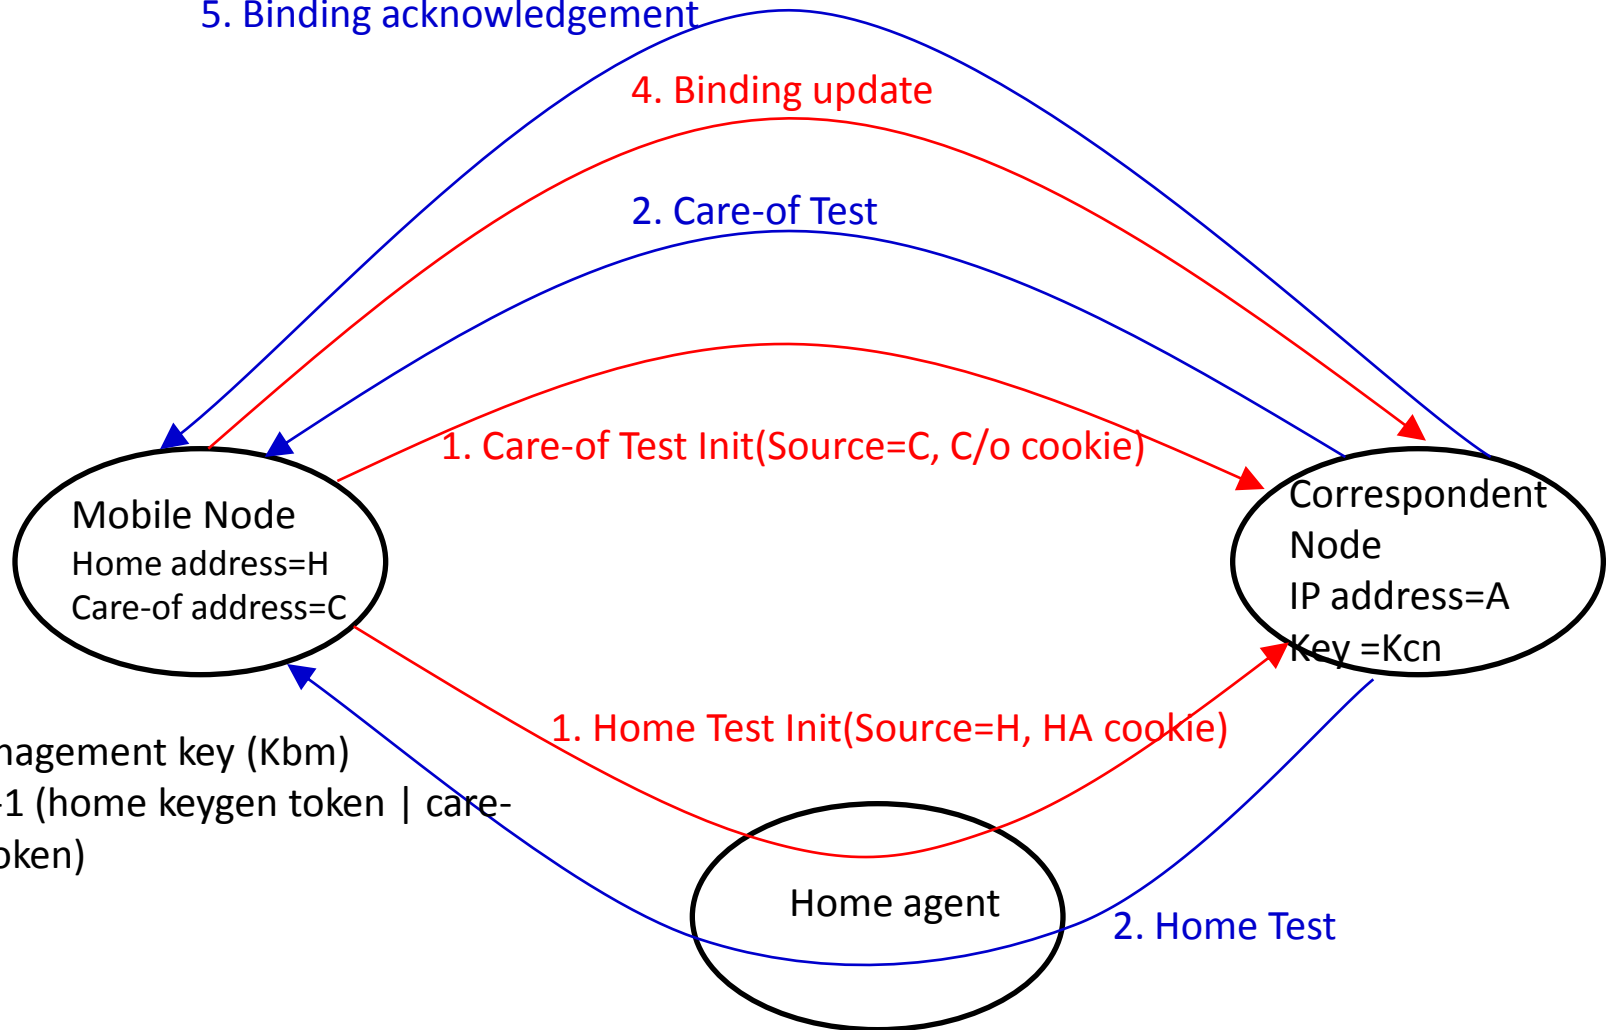 5. Binding acknowledgement
4. Binding update
2. Care-of Test
1. Care-of Test Init(Source=C, C/o cookie)
Mobile Node
Home address=H
Care-of address=C
Correspondent
Node
IP address=A
Key =Kcn
1. Home Test Init(Source=H, HA cookie)
nagement key (Kbm)
-1 (home keygen token | care-
oken)
Home agent
2. Home Test